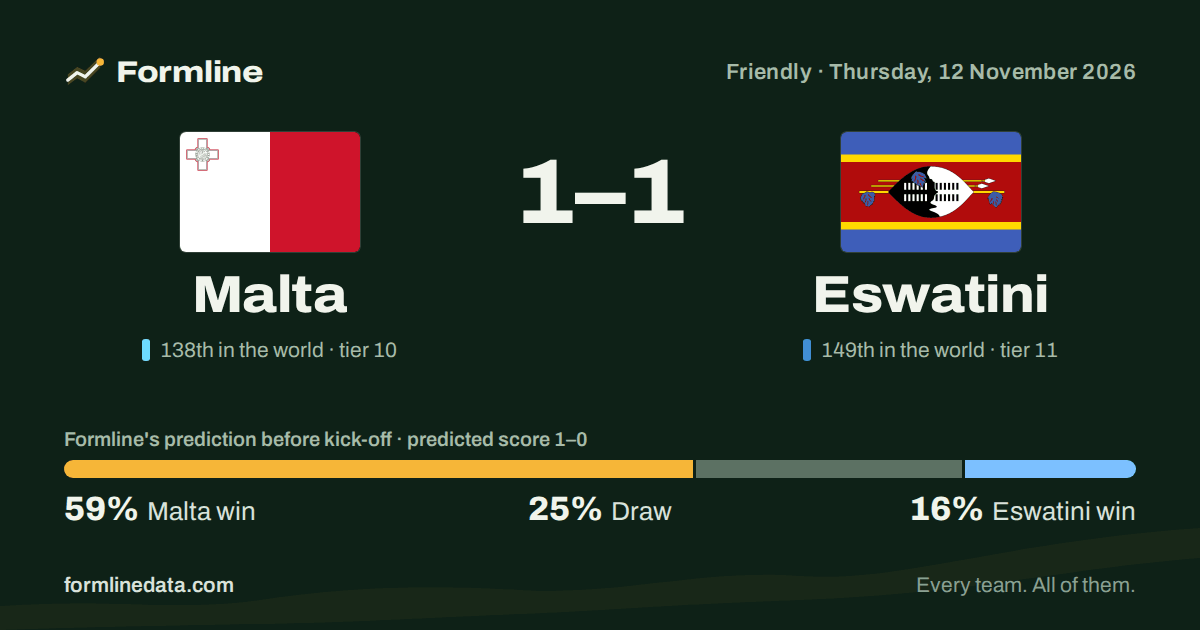 Formline
Friendly · Thursday, 12 November 2026
1–1
Malta
Eswatini
138th in the world · tier 10
149th in the world · tier 11
Formline's prediction before kick-off · predicted score 1–0
59% Malta win
25% Draw
16% Eswatini win
formlinedata.com
Every team. All of them.